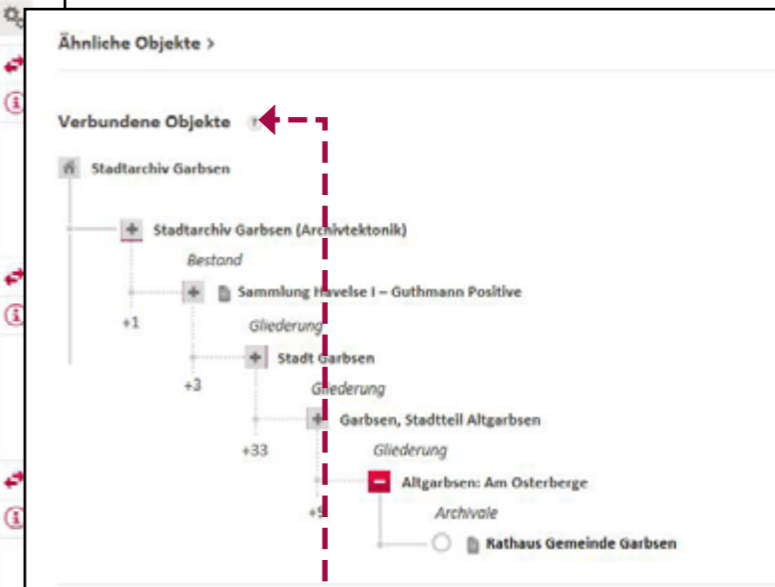 Ähnliche Objekte >
Verbundene Objekte ?
Stadtarchiv Garbsen
Stadtarchiv Garbsen (Archivtektonik)
Bestand
Sammlung Havelse I – Guthmann Positive
+1
Gliederung
Stadt Garbsen
+3
Gliederung
Garbsen, Stadtteil Altgarbsen
+33
Gliederung
Altgarbsen: Am Osterberge
Archivale
Rathaus Gemeinde Garbsen